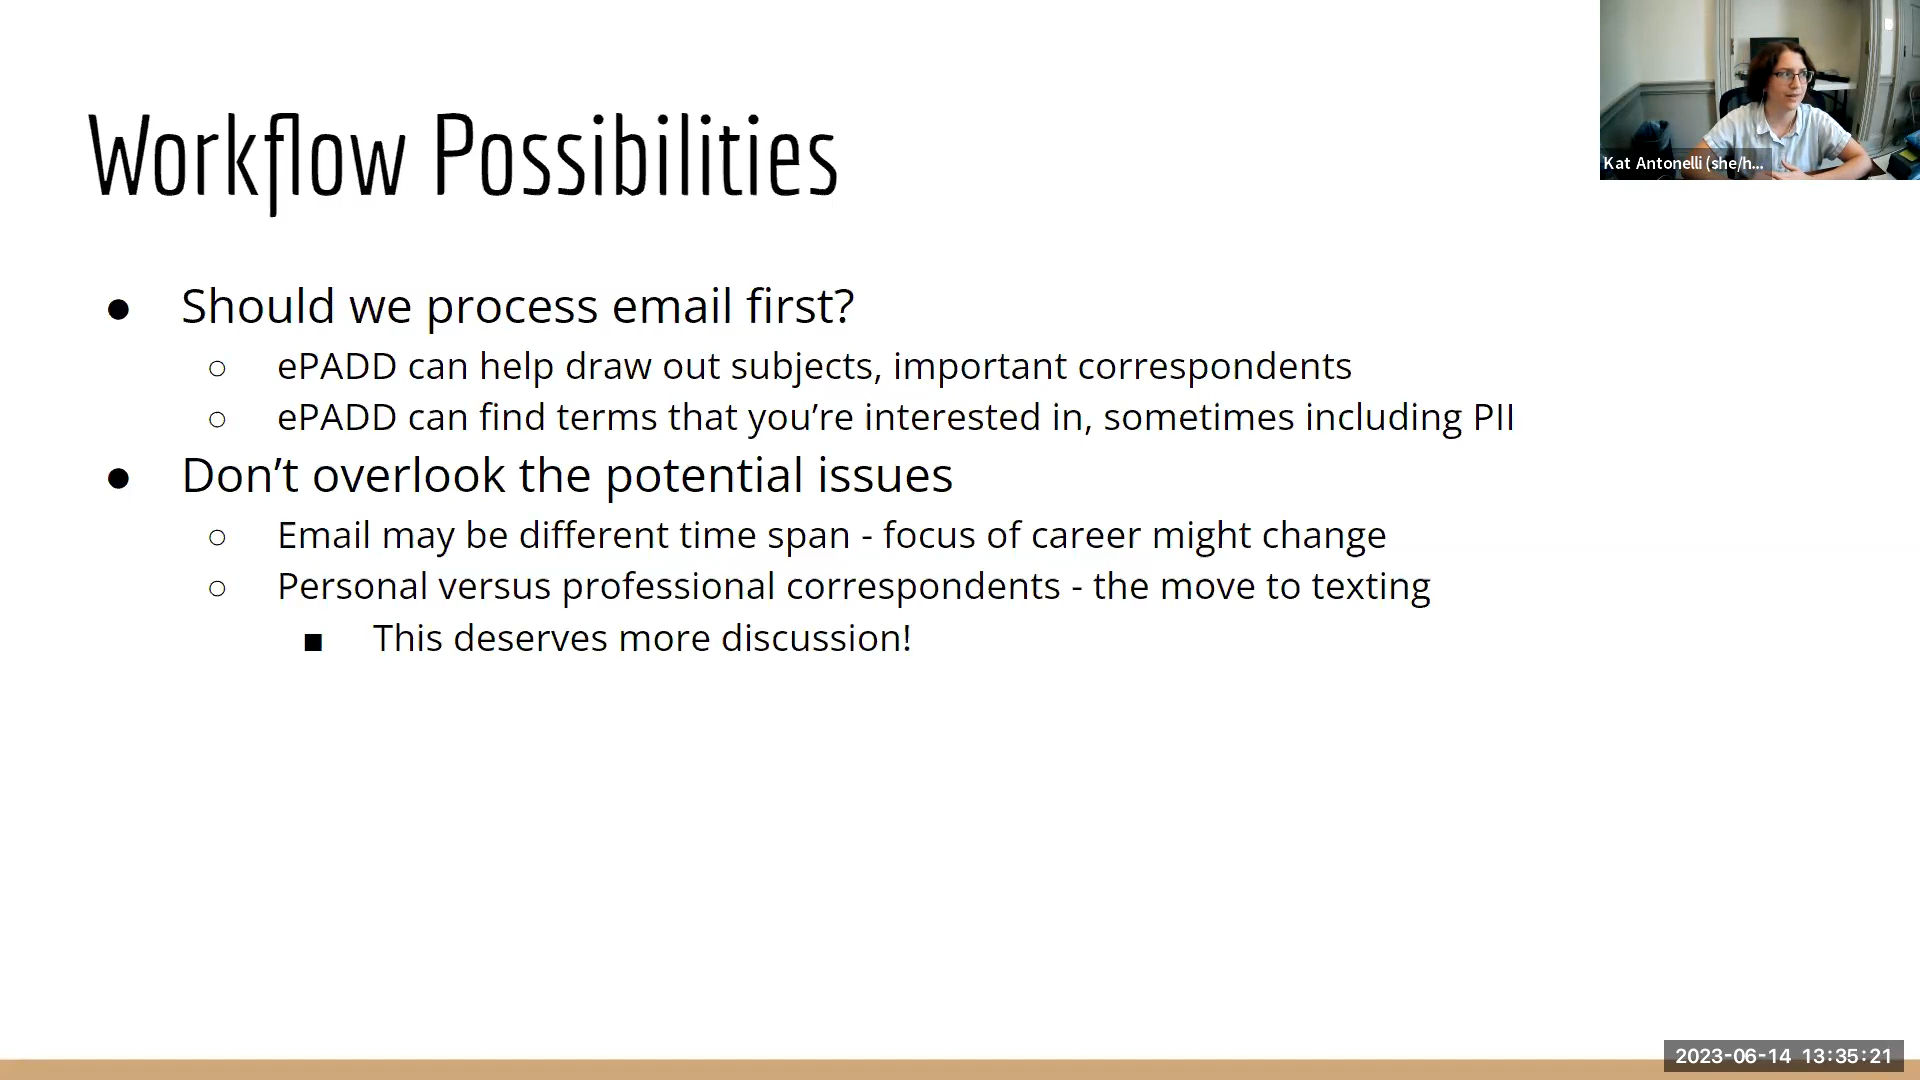 Workflow Possibilities
Kat Antonelli (she/h...
● Should we process email first?
○ ePADD can help draw out subjects, important correspondents
○ ePADD can find terms that you’re interested in, sometimes including PII
● Don’t overlook the potential issues
○ Email may be different time span - focus of career might change
○ Personal versus professional correspondents - the move to texting
■ This deserves more discussion!
2023-06-14 13:35:21